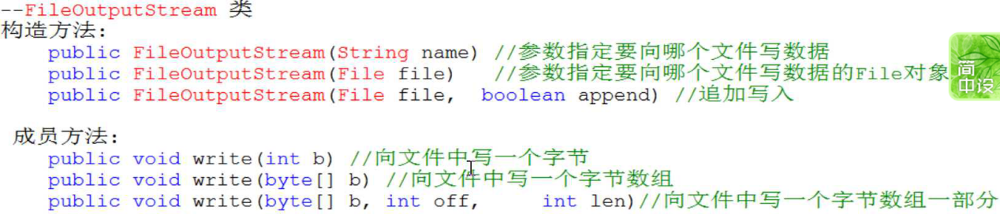 --FileOutputStream 类
构造方法:
public FileOutputStream(String name) //参数指定要向哪个文件写数据
public FileOutputStream(File file) //参数指定要向哪个文件写数据的File对象
简
中设
public FileOutputStream(File file, boolean append) //追加写入
成员方法:
public void write(int b) //向文件中写一个字节
public void write(byte[] b) //向文件中写一个字节数组
public void write(byte[] b, int off, int len)//向文件中写一个字节数组一部分